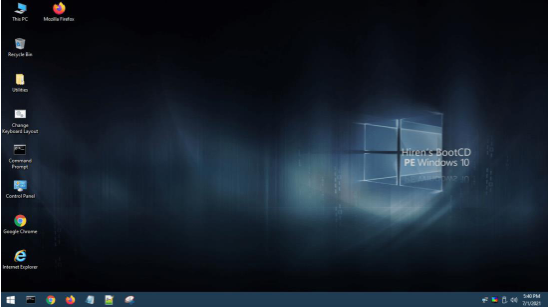 This PC
Mozilla Firefox
Recycle Bin
Utilities
Change
Keyboard Layout
Command
Prompt
Control Panel
Google Chrome
Internet Explorer
Hiren's BootCD
PE Windows 10
5:40 PM
7/1/2021